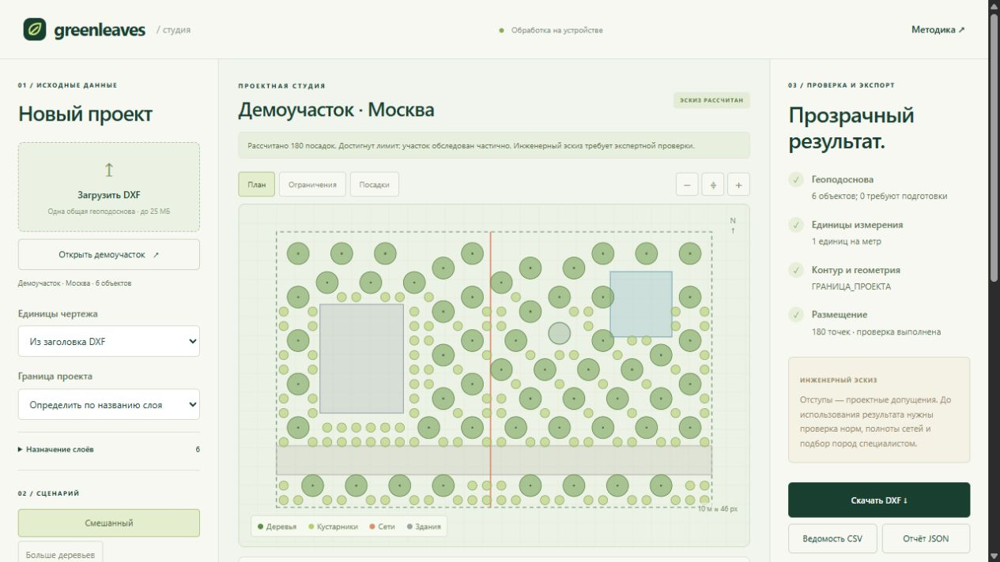 greenleaves / студия
Обработка на устройстве
Методика ↗
01 / ИСХОДНЫЕ ДАННЫЕ
Новый проект
↥
Загрузить DXF
Одна общая геоподоснова · до 25 МБ
Открыть демоучасток ↗
Демоучасток · Москва · 6 объектов
Единицы чертежа
Из заголовка DXF
Граница проекта
Определить по названию слоя
Назначение слоёв 6
02 / СЦЕНАРИЙ
Смешанный
Больше деревьев
ПРОЕКТНАЯ СТУДИЯ
Демоучасток · Москва
ЭСКИЗ РАССЧИТАН
Рассчитано 180 посадок. Достигнут лимит: участок обследован частично. Инженерный эскиз требует экспертной проверки.
План
Ограничения
Посадки
− +
N
↑
10 м ≈ 46 px
Деревья Кустарники Сети Здания
03 / ПРОВЕРКА И ЭКСПОРТ
Прозрачный
результат.
✓ Геоподоснова
6 объектов; 0 требуют подготовки
✓ Единицы измерения
1 единиц на метр
✓ Контур и геометрия
ГРАНИЦА_ПРОЕКТА
✓ Размещение
180 точек · проверка выполнена
ИНЖЕНЕРНЫЙ ЭСКИЗ
Отступы — проектные допущения. До
использования результата нужны
проверка норм, полноты сетей и
подбор пород специалистом.
Скачать DXF ↓
Ведомость CSV
Отчёт JSON